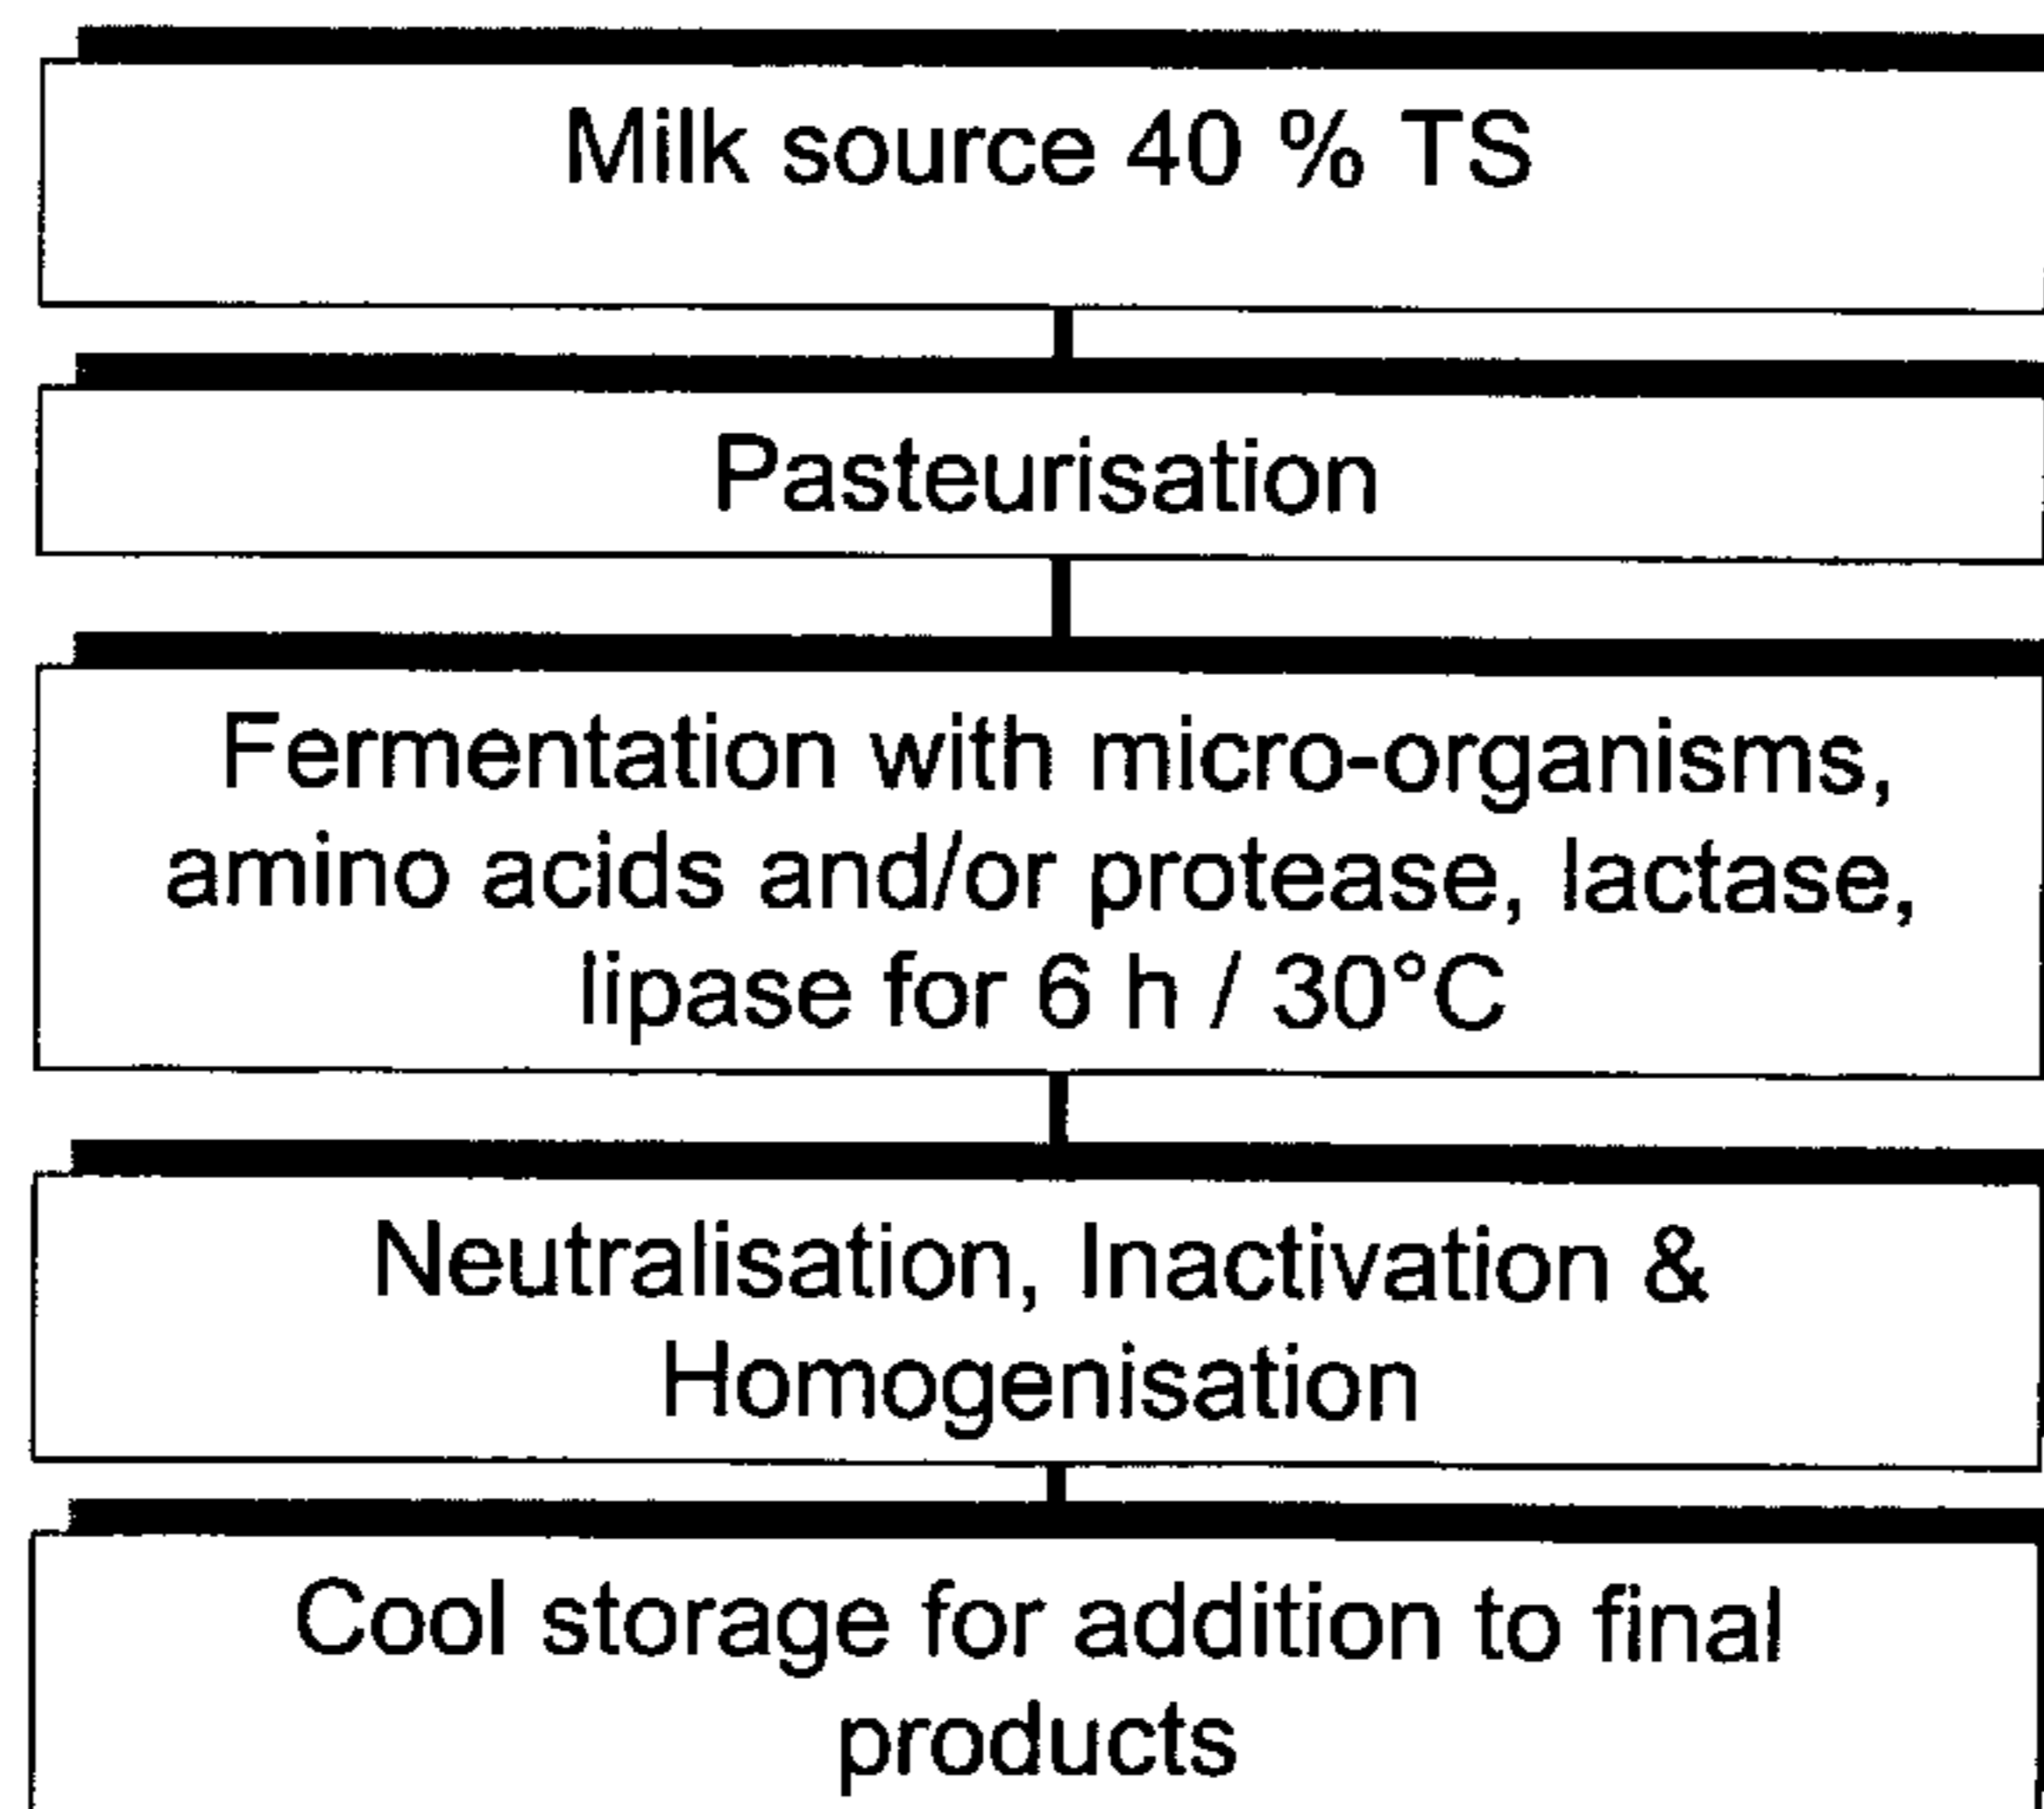 Milk source 40 % TS
Pasteurisation
Fermentation with micro-organisms,
amino acids and/or protease, lactase,
lipase for 6 h / 30°C
Neutralisation, Inactivation &
Homogenisation
Cool storage for addition to final
products